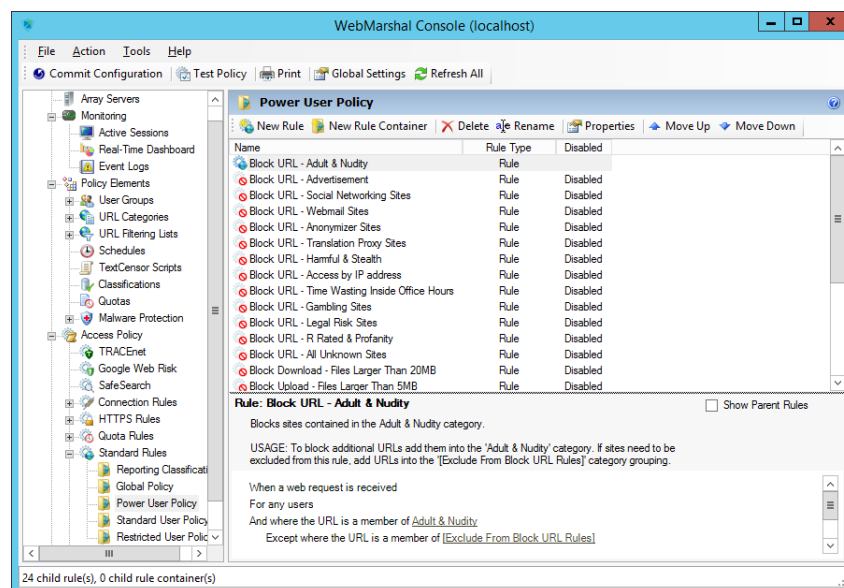 WebMarshal Console (localhost)
File Action Tools Help
Commit Configuration Test Policy Print Global Settings Refresh All
Array Servers
Monitoring
Active Sessions
Real-Time Dashboard
Event Logs
Policy Elements
User Groups
URL Categories
URL Filtering Lists
Schedules
TextCensor Scripts
Classifications
Quotas
Malware Protection
Access Policy
TRACEnet
Google Web Risk
SafeSearch
Connection Rules
HTTPS Rules
Quota Rules
Standard Rules
Reporting Classificati
Global Policy
Power User Policy
Standard User Policy
Restricted User Polic
Power User Policy
New Rule New Rule Container Delete Rename Properties Move Up Move Down
Name Rule Type Disabled
Block URL - Adult & Nudity Rule
Block URL - Advertisement Rule Disabled
Block URL - Social Networking Sites Rule Disabled
Block URL - Webmail Sites Rule Disabled
Block URL - Anonymizer Sites Rule Disabled
Block URL - Translation Proxy Sites Rule Disabled
Block URL - Harmful & Stealth Rule Disabled
Block URL - Access by IP address Rule Disabled
Block URL - Time Wasting Inside Office Hours Rule Disabled
Block URL - Gambling Sites Rule Disabled
Block URL - Legal Risk Sites Rule Disabled
Block URL - R Rated & Profanity Rule Disabled
Block URL - All Unknown Sites Rule Disabled
Block Download - Files Larger Than 20MB Rule Disabled
Block Upload - Files Larger Than 5MB Rule Disabled
Rule: Block URL - Adult & Nudity Show Parent Rules
Blocks sites contained in the Adult & Nudity category.
USAGE: To block additional URLs add them into the 'Adult & Nudity' category. If sites need to be
excluded from this rule, add URLs into the '[Exclude From Block URL Rules]' category grouping.
When a web request is received
For any users
And where the URL is a member of Adult & Nudity
Except where the URL is a member of [Exclude From Block URL Rules]
24 child rule(s), 0 child rule container(s)